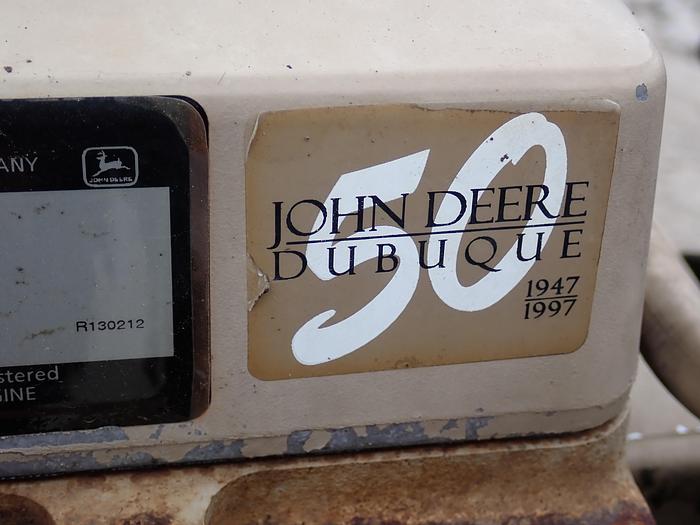 ANY
JOHN DEERE
R130212
stered
GINE
50
JOHN DEERE
DUBUQUE
1947
1997